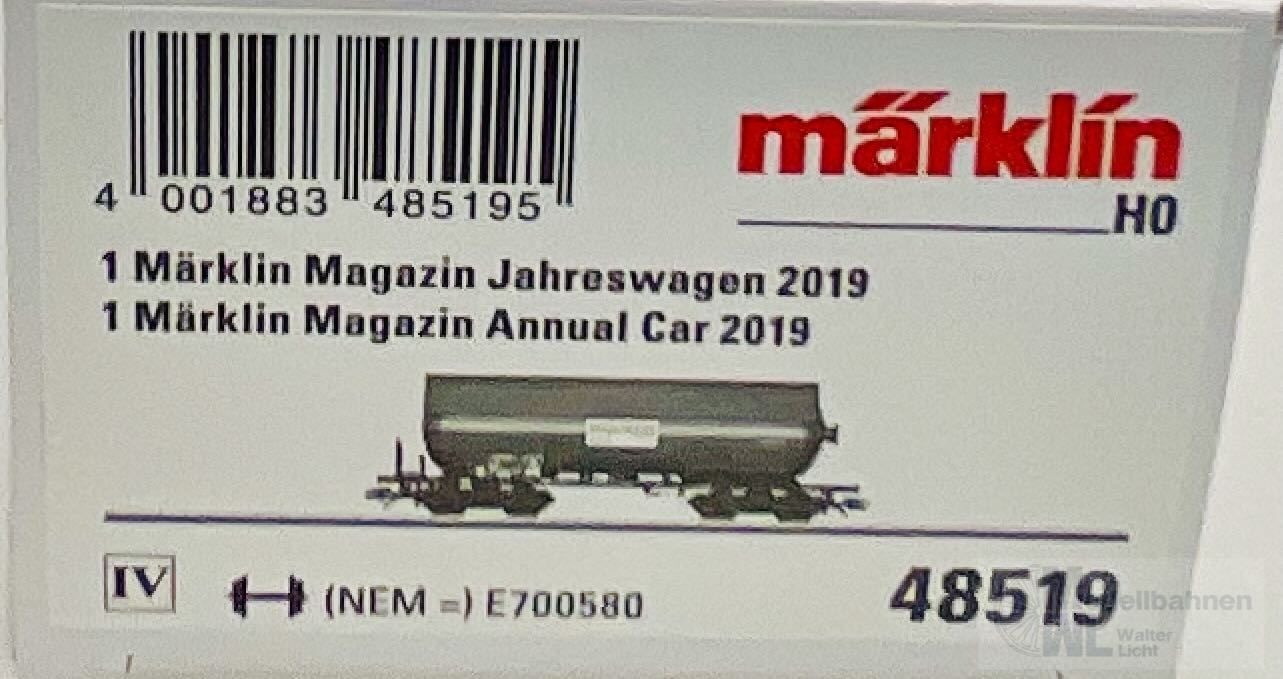 märklin
H0
4 001883 485195
1 Märklin Magazin Jahreswagen 2019
1 Märklin Magazin Annual Car 2019
IV
(NEM =) E700580
48519
ellbahnen
Walter
Licht